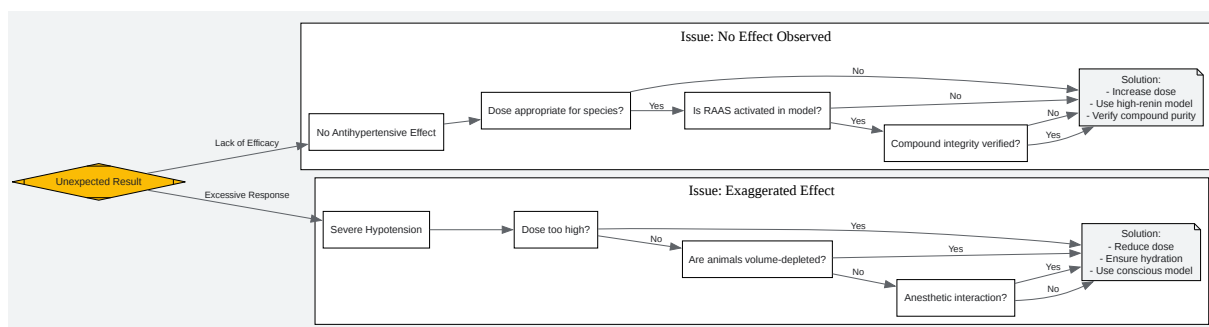 Issue: No Effect Observed
Unexpected Result
Lack of Efficacy
No Antihypertensive Effect
Dose appropriate for species?
No
Yes
Is RAAS activated in model?
No
Yes
Compound integrity verified?
No
Yes
Solution:
- Increase dose
- Use high-renin model
- Verify compound purity
Excessive Response
Issue: Exaggerated Effect
Severe Hypotension
Dose too high?
Yes
No
Are animals volume-depleted?
Yes
No
Anesthetic interaction?
Yes
No
Solution:
- Reduce dose
- Ensure hydration
- Use conscious model